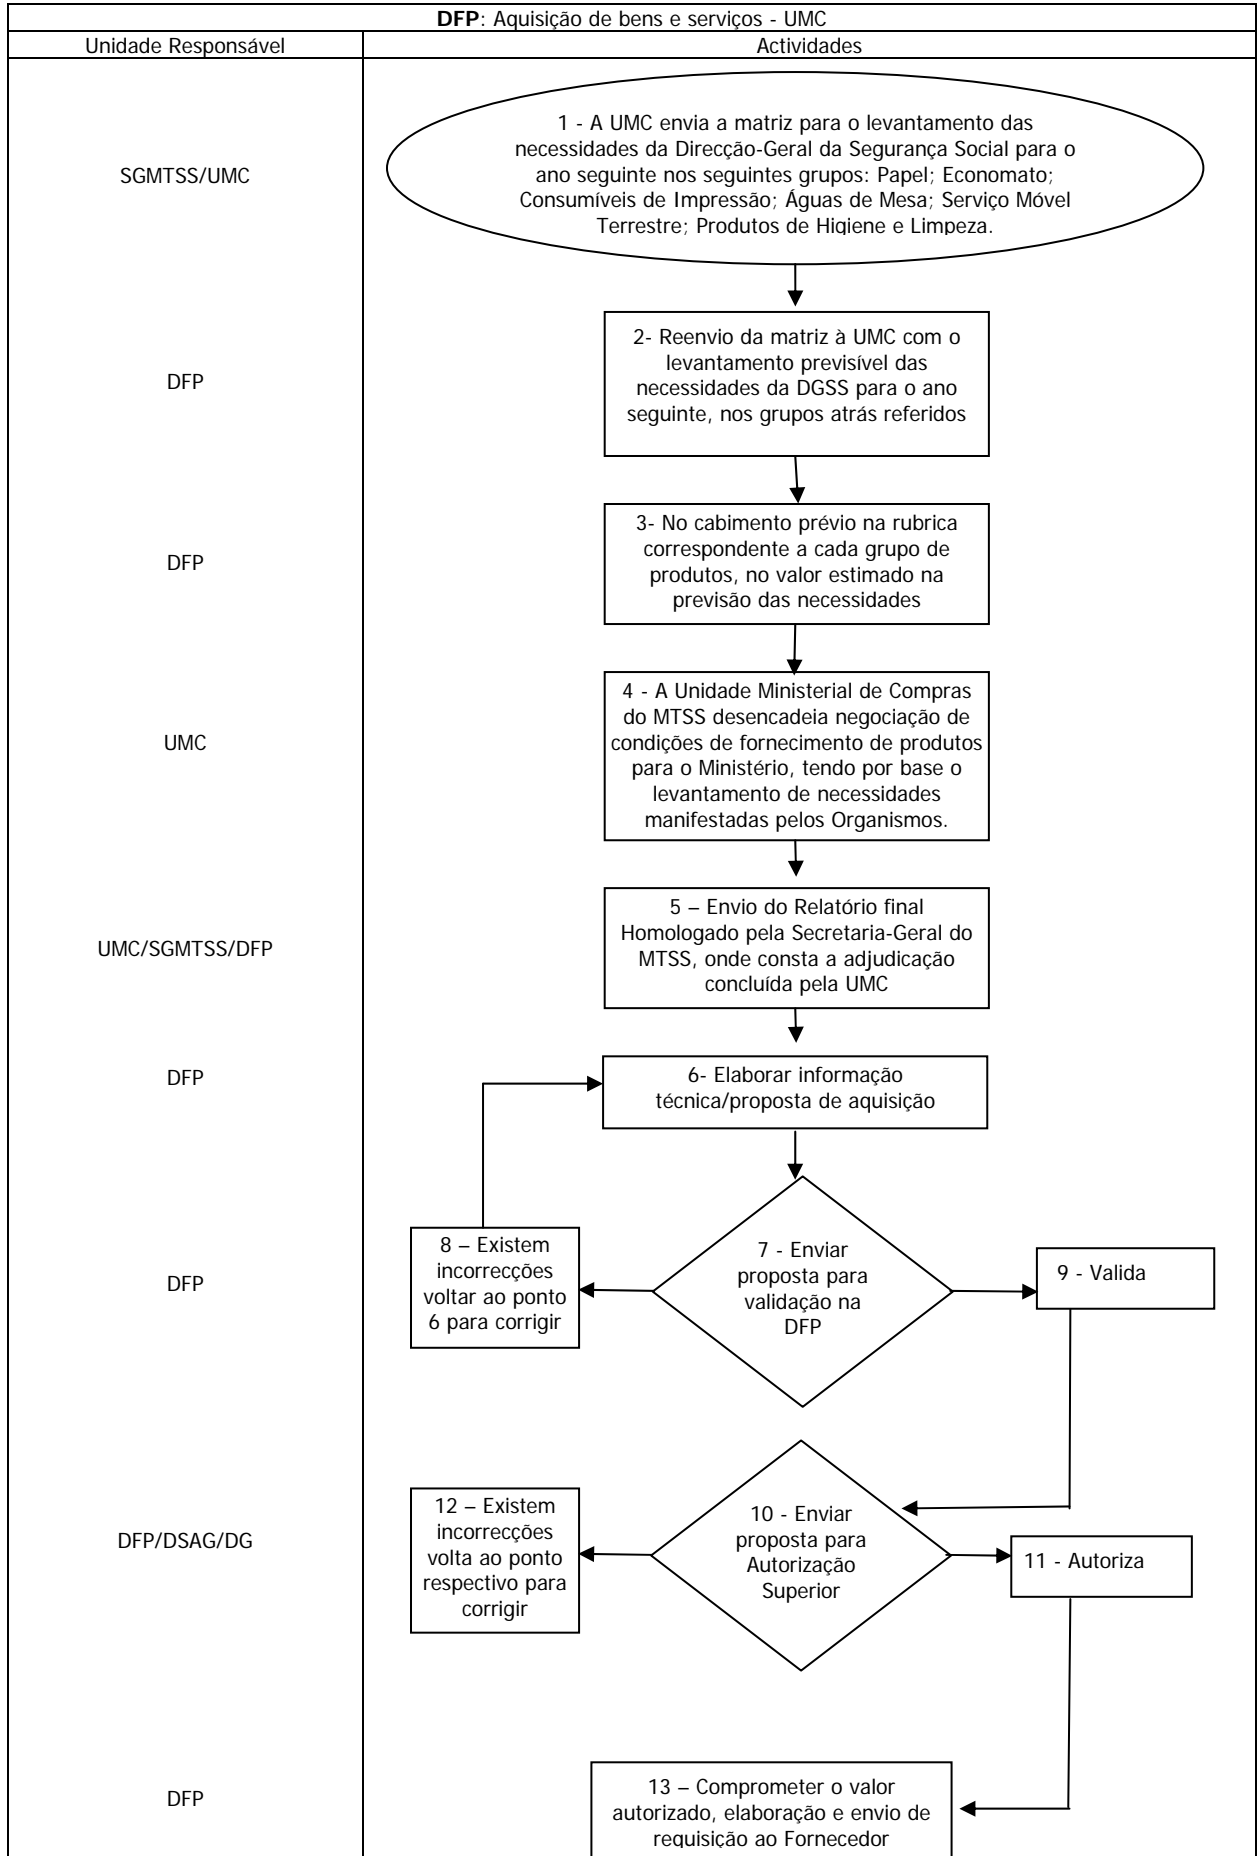 DFP: Aquisição de bens e serviços - UMC
Unidade Responsável
Actividades
SGMTSS/UMC
1 - A UMC envia a matriz para o levantamento das
necessidades da Direcção-Geral da Segurança Social para o
ano seguinte nos seguintes grupos: Papel; Economato;
Consumíveis de Impressão; Águas de Mesa; Serviço Móvel
Terrestre; Produtos de Higiene e Limpeza.
DFP
2- Reenvio da matriz à UMC com o
levantamento previsível das
necessidades da DGSS para o ano
seguinte, nos grupos atrás referidos
DFP
3- No cabimento prévio na rubrica
correspondente a cada grupo de
produtos, no valor estimado na
previsão das necessidades
UMC
4 - A Unidade Ministerial de Compras
do MTSS desencadeia negociação de
condições de fornecimento de produtos
para o Ministério, tendo por base o
levantamento de necessidades
manifestadas pelos Organismos.
UMC/SGMTSS/DFP
5 – Envio do Relatório final
Homologado pela Secretaria-Geral do
MTSS, onde consta a adjudicação
concluída pela UMC
DFP
6- Elaborar informação
técnica/proposta de aquisição
DFP
8 – Existem
incorrecções
voltar ao ponto
6 para corrigir
7 - Enviar
proposta para
validação na
DFP
9 - Valida
DFP/DSAG/DG
12 – Existem
incorrecções
volta ao ponto
respectivo para
corrigir
10 - Enviar
proposta para
Autorização
Superior
11 - Autoriza
DFP
13 – Comprometer o valor
autorizado, elaboração e envio de
requisição ao Fornecedor